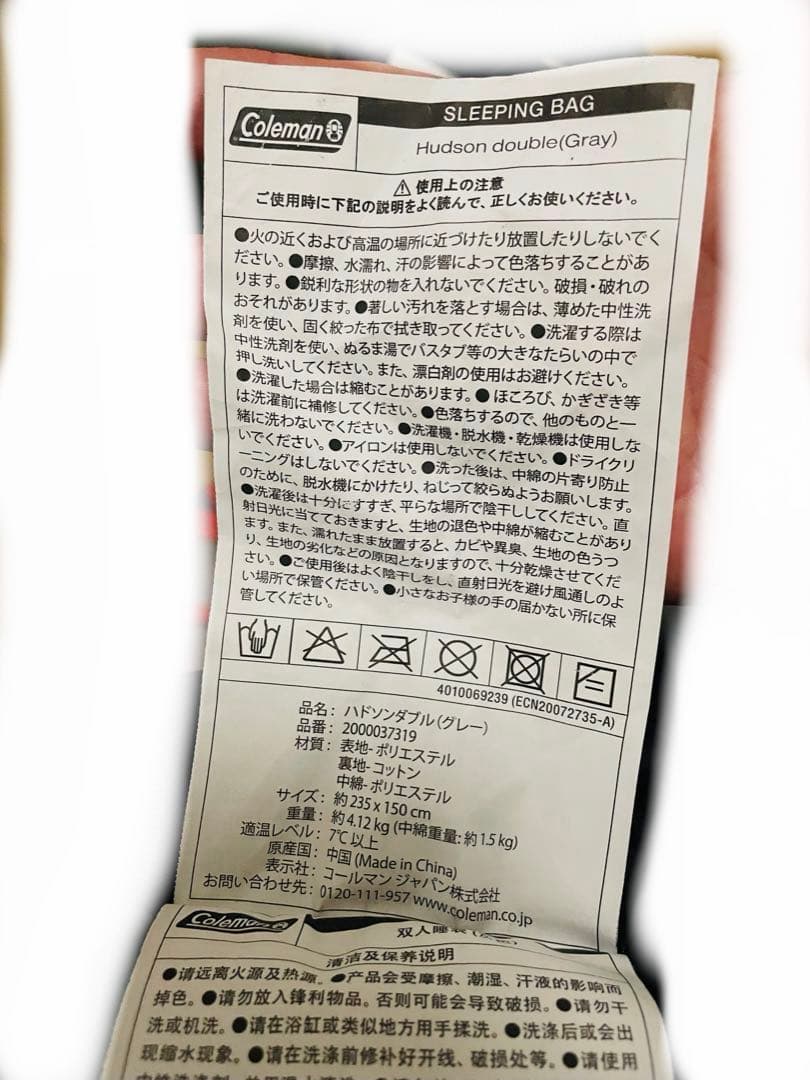 Coleman
SLEEPING BAG
Hudson double(Gray)
⚠使用上の注意
ご使用時に下記の説明をよく読んで、正しくお使いください。
●火の近くおよび高温の場所に近づけたり放置したりしないでく
ださい。●摩擦、水濡れ、汗の影響によって色落ちすることがあ
ります。●鋭利な形状の物を入れないでください。破損・破れの
おそれがあります。●著しい汚れを落とす場合は、薄めた中性洗
剤を使い、固く絞った布で拭き取ってください。●洗濯する際は
中性洗剤を使い、ぬるま湯でバスタブ等の大きなたらいの中で
押し洗いしてください。また、漂白剤の使用はお避けください。
●洗濯した場合は縮むことがあります。●ほころび、かぎざき等
は洗濯前に補修してください。●色落ちするので、他のものと一
緒に洗わないでください。●洗濯機・脱水機・乾燥機は使用しな
いでください。●アイロンは使用しないでください。●ドライクリ
ーニングはしないでください。●洗った後は、中綿の片寄り防止
のために、脱水機にかけたり、ねじって絞らぬようお願いします。
●洗濯後は十分にすすぎ、平らな場所で陰干ししてください。直
射日光に当てておきますと、生地の退色や中綿が縮むことがあり
ます。また、濡れたまま放置すると、カビや異臭、生地の色うつ
り、生地の劣化などの原因となりますので、十分乾燥させてくだ
さい。●ご使用後はよく陰干しをし、直射日光を避け風通しのよ
い場所で保管ください。●小さなお子様の手の届かない所に保
管してください。
4010069239 (ECN20072735-A)
品名：ハドソンダブル（グレー）
品番：2000037319
材質：表地- ポリエステル
裏地- コットン
中綿- ポリエステル
サイズ：約 235 x 150 cm
重量：約 4.12 kg (中綿重量: 約 1.5 kg)
適温レベル：7℃ 以上
原産国：中国 (Made in China)
表示社：コールマン ジャパン株式会社
お問い合わせ先：0120-111-957 www.coleman.co.jp
Coleman
双人睡袋
清洁及保养说明
●请远离火源及热源。●产品会受摩擦、潮湿、汗液的影响而
掉色。●请勿放入锋利物品。否则可能会导致破损。●请勿干
洗或机洗。●请在浴缸或类似地方用手揉洗。●洗涤后或会出
现缩水现象。●请在洗涤前修补好开线、破损处等。●请使用